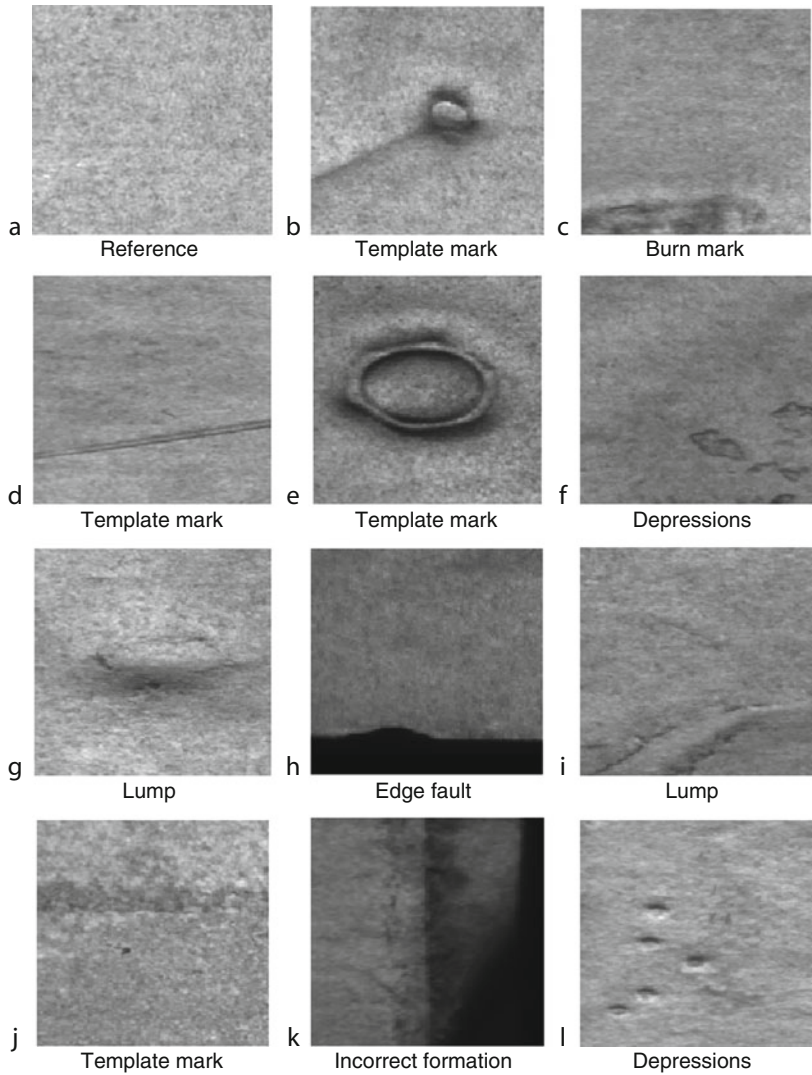 a Reference
b Template mark
c Burn mark
d Template mark
e Template mark
f Depressions
g Lump
h Edge fault
i Lump
j Template mark
k Incorrect formation
l Depressions